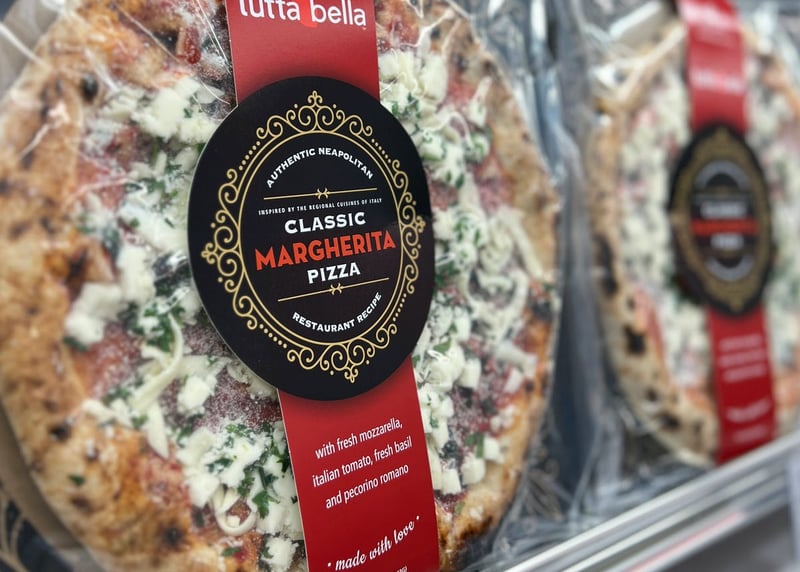 tutta bella
AUTHENTIC NEAPOLITAN
INSPIRED BY THE REGIONAL CUISINES OF ITALY
CLASSIC
MARGHERITA
PIZZA
RESTAURANT RECIPE
with fresh mozzarella,
italian tomato, fresh basil
and pecorino romano
* made with love *